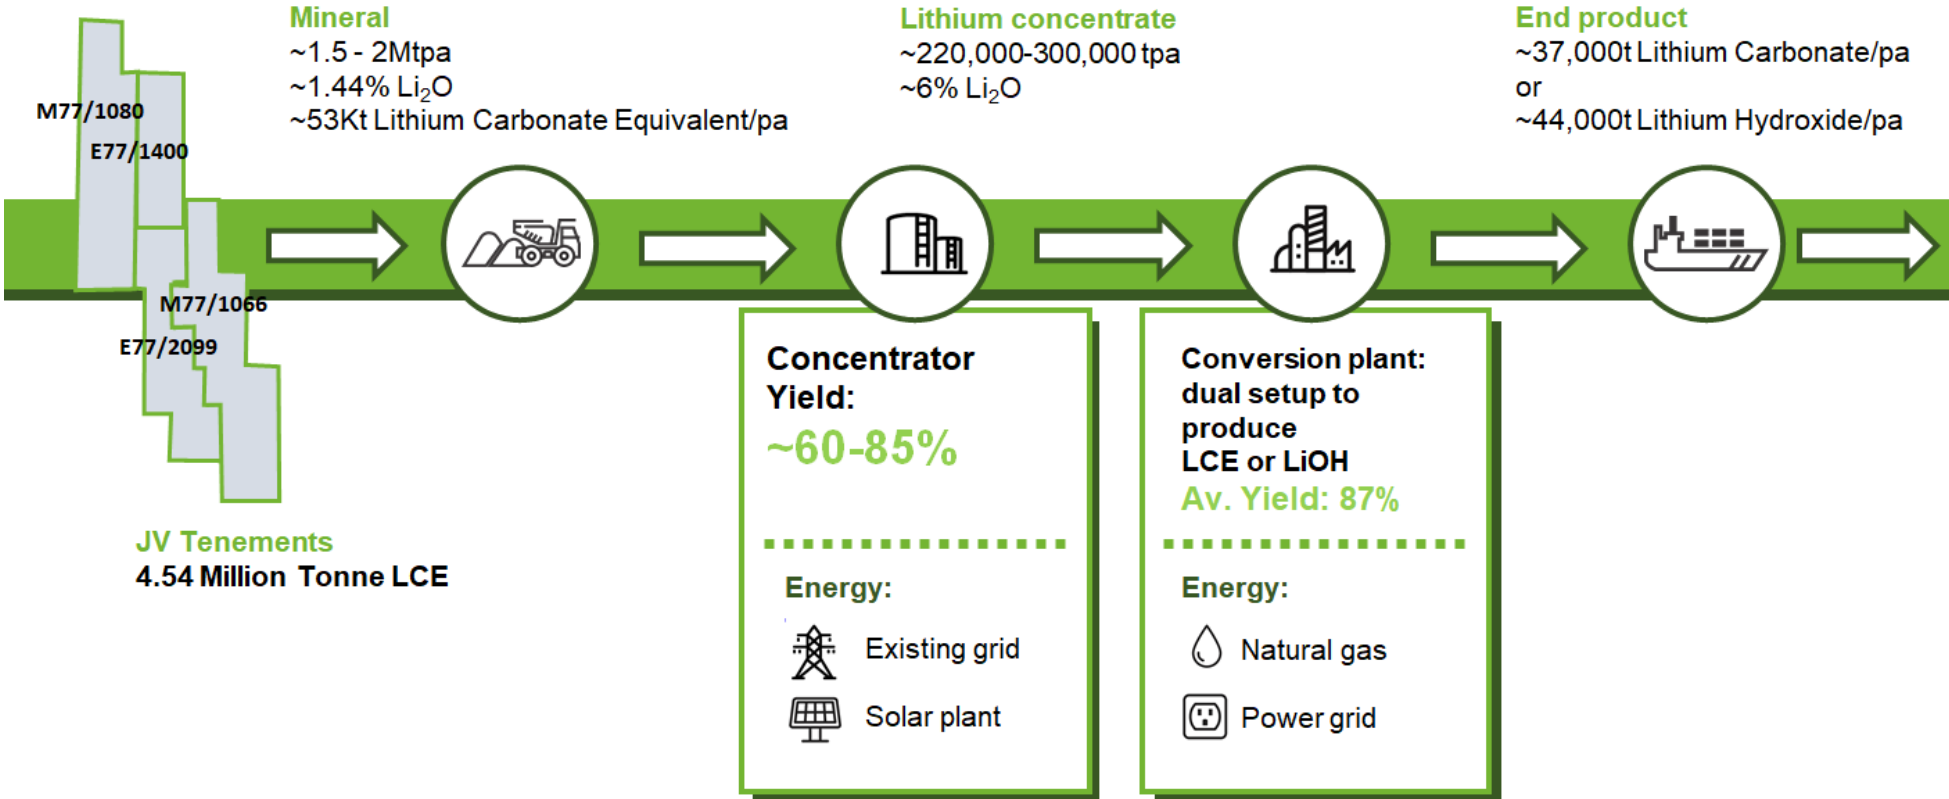 Mineral
~1.5 - 2Mtpa
~1.44% Li₂O
~53Kt Lithium Carbonate Equivalent/pa
Lithium concentrate
~220,000-300,000 tpa
~6% Li₂O
End product
~37,000t Lithium Carbonate/pa
or
~44,000t Lithium Hydroxide/pa
M77/1080
E77/1400
M77/1066
E77/2099
JV Tenements
4.54 Million Tonne LCE
Concentrator
Yield:
~60-85%
Energy:
Existing grid
Solar plant
Conversion plant:
dual setup to
produce
LCE or LiOH
Av. Yield: 87%
Energy:
Natural gas
Power grid